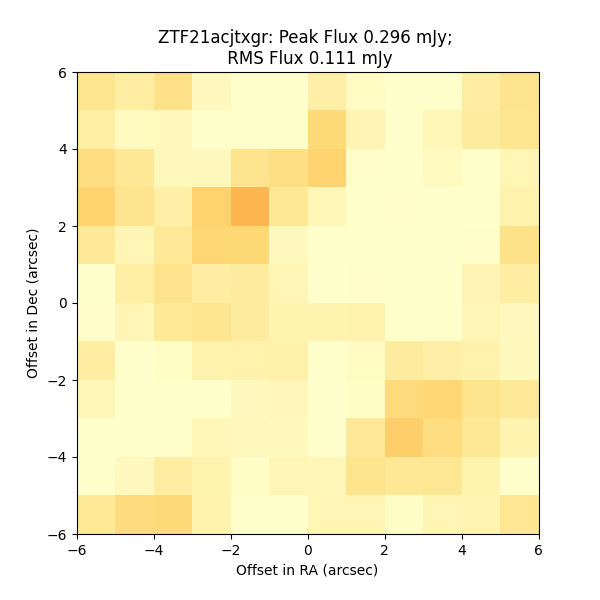 ZTF21acjtxgr: Peak Flux 0.296 mJy;
RMS Flux 0.111 mJy
6
4
2
0
−2
−4
−6
Offset in Dec (arcsec)
−6 −4 −2 0 2 4 6
Offset in RA (arcsec)